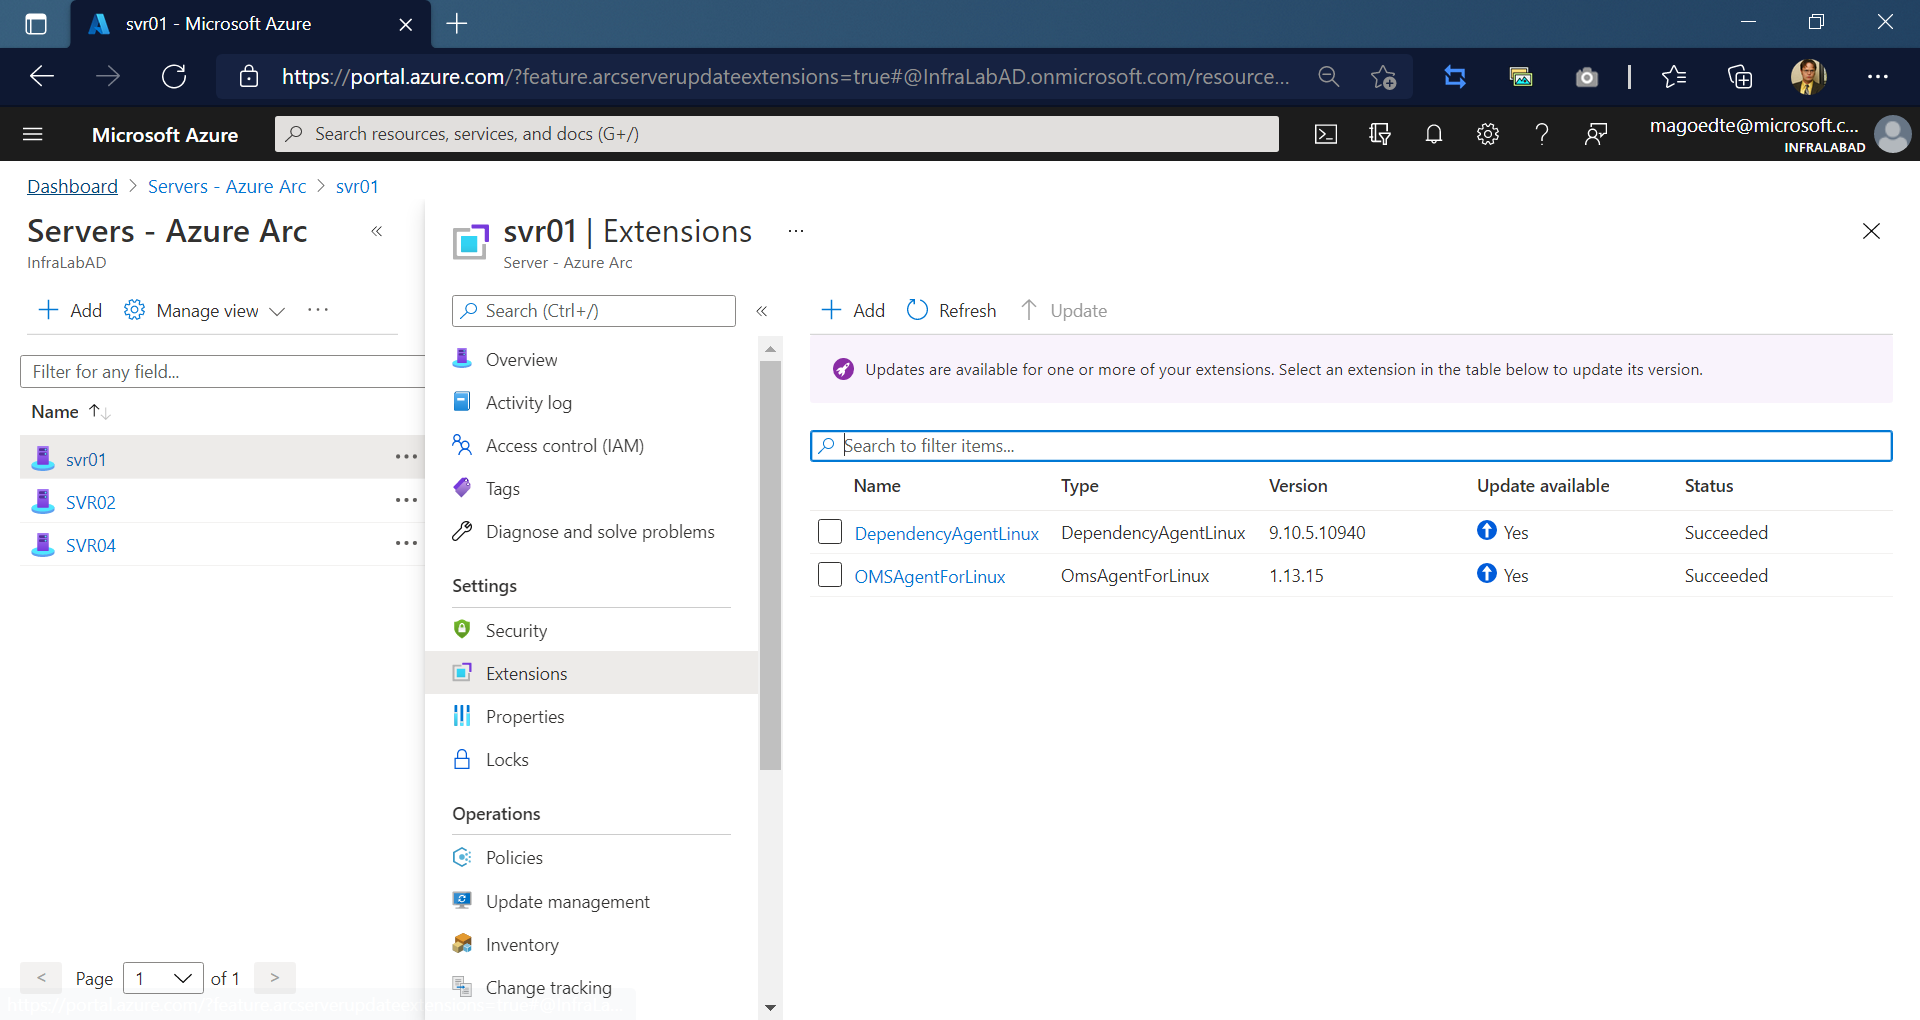 svr01 - Microsoft Azure
https://portal.azure.com/?feature.arcserverupdateextensions=true#@InfraLabAD.onmicrosoft.com/resource...
Microsoft Azure
Search resources, services, and docs (G+/)
magoedte@microsoft.c...
INFRALABAD
Dashboard > Servers - Azure Arc > svr01
Servers - Azure Arc
InfraLabAD
Add
Manage view
Filter for any field...
Name
svr01
SVR02
SVR04
< Page 1 of 1 >
svr01 | Extensions
Server - Azure Arc
Search (Ctrl+/)
Overview
Activity log
Access control (IAM)
Tags
Diagnose and solve problems
Settings
Security
Extensions
Properties
Locks
Operations
Policies
Update management
Inventory
Change tracking
Add Refresh Update
Updates are available for one or more of your extensions. Select an extension in the table below to update its version.
Search to filter items...
Name Type Version Update available Status
DependencyAgentLinux DependencyAgentLinux 9.10.5.10940 Yes Succeeded
OMSAgentForLinux OmsAgentForLinux 1.13.15 Yes Succeeded